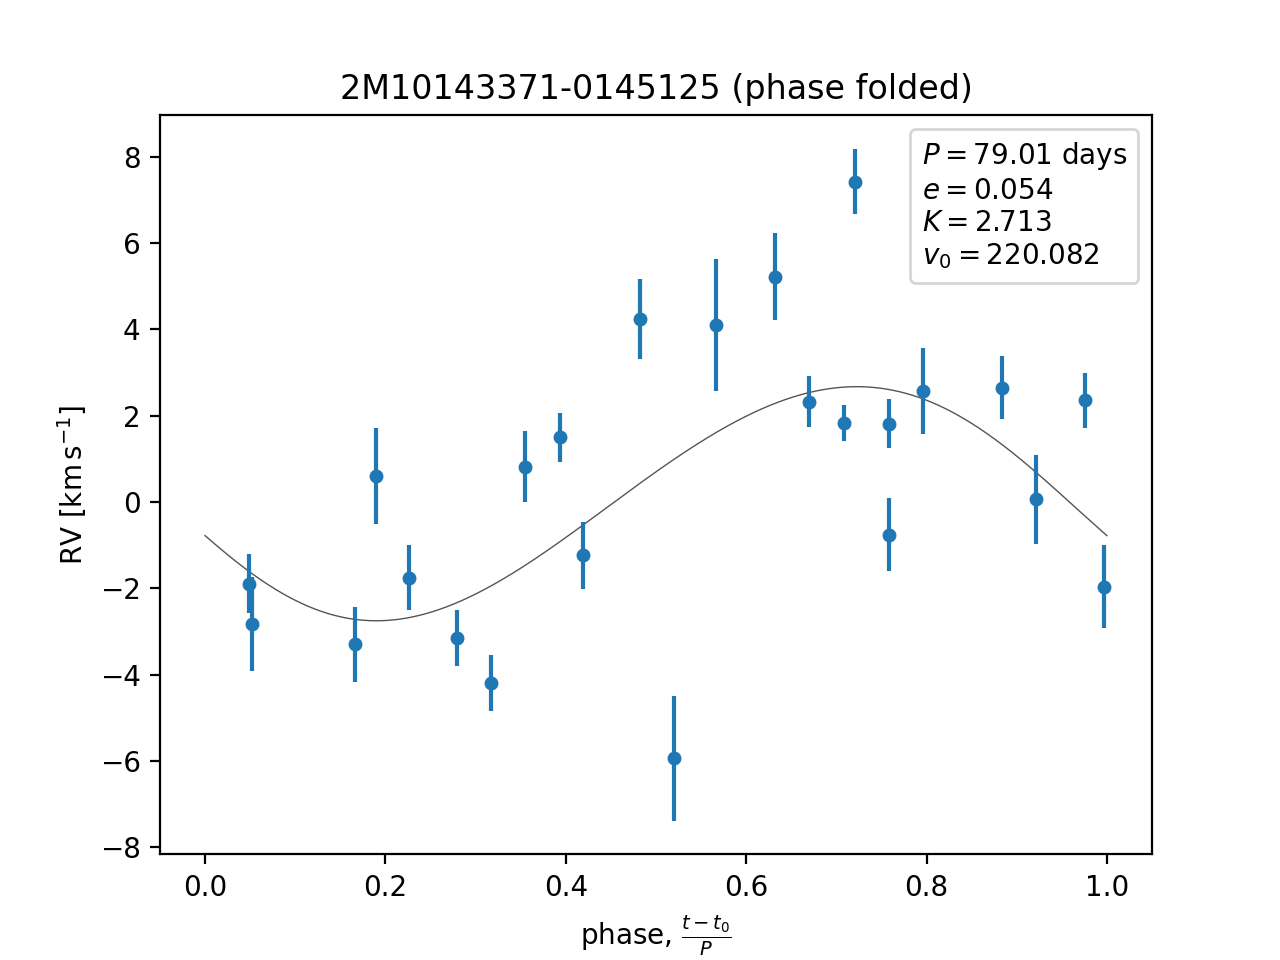 2M10143371-0145125 (phase folded)
P = 79.01 days
e = 0.054
K = 2.713
v₀ = 220.082
RV [km s⁻¹]
8
6
4
2
0
−2
−4
−6
−8
0.0 0.2 0.4 0.6 0.8 1.0
phase, (t − t₀)/P